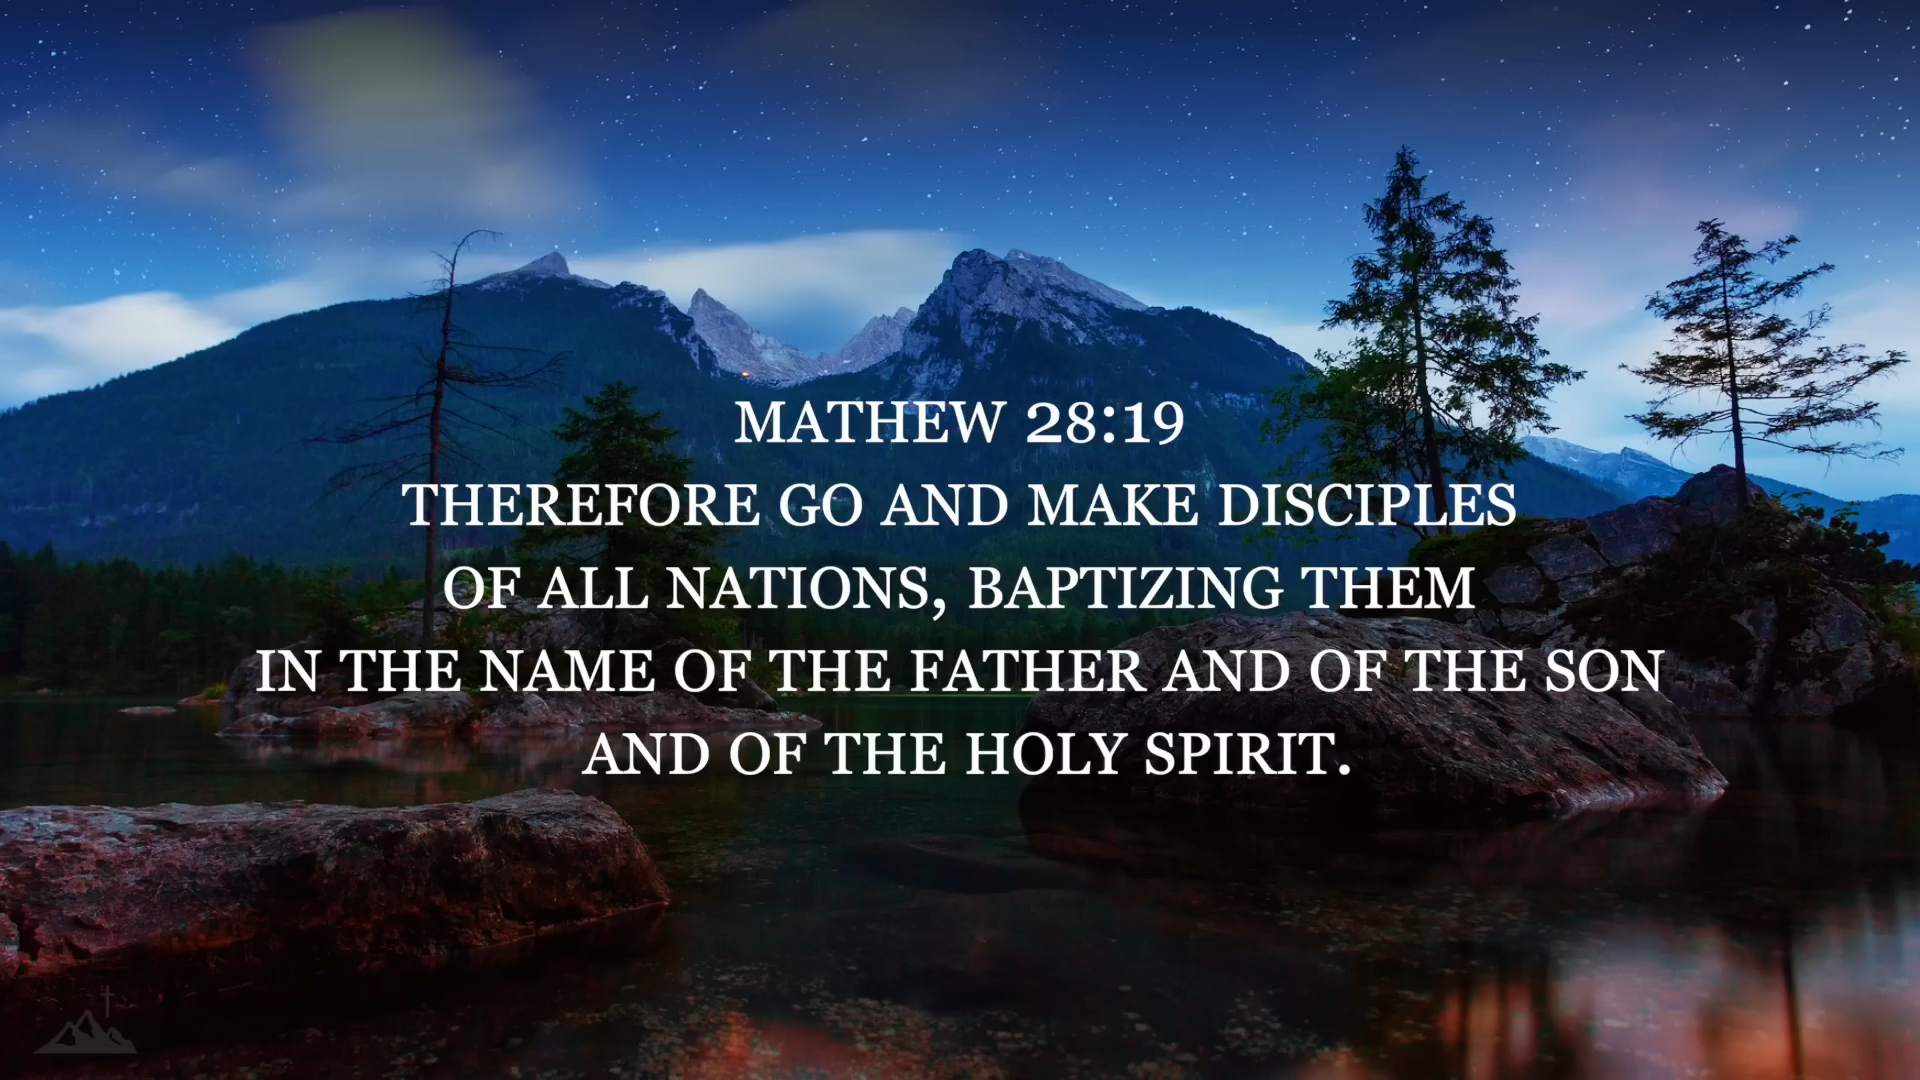 MATHEW 28:19
THEREFORE GO AND MAKE DISCIPLES
OF ALL NATIONS, BAPTIZING THEM
IN THE NAME OF THE FATHER AND OF THE SON
AND OF THE HOLY SPIRIT.